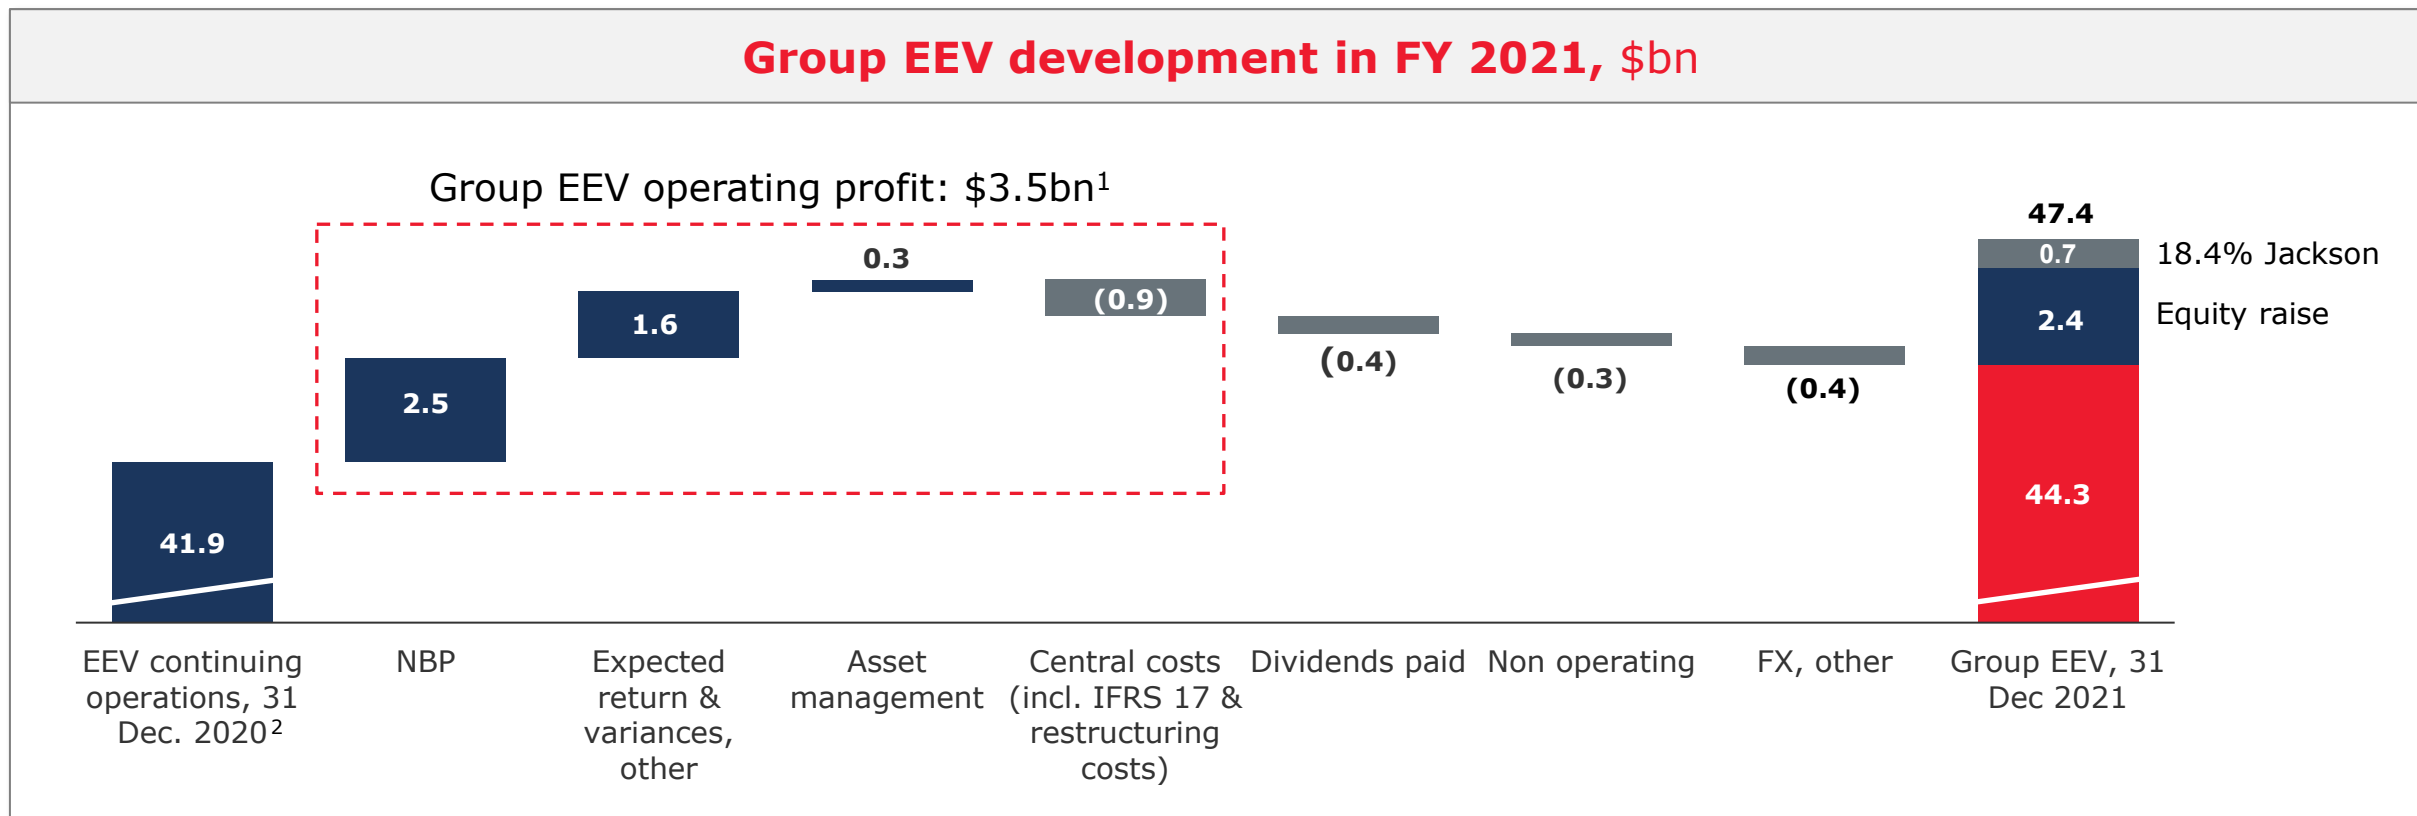 Group EEV development in FY 2021, $bn
Group EEV operating profit: $3.5bn¹
41.9
2.5
1.6
0.3
(0.9)
(0.4)
(0.3)
(0.4)
47.4
0.7
18.4% Jackson
2.4
Equity raise
44.3
EEV continuing
operations, 31
Dec. 2020²
NBP
Expected
return &
variances,
other
Asset
management
Central costs
(incl. IFRS 17 &
restructuring
costs)
Dividends paid
Non operating
FX, other
Group EEV, 31
Dec 2021